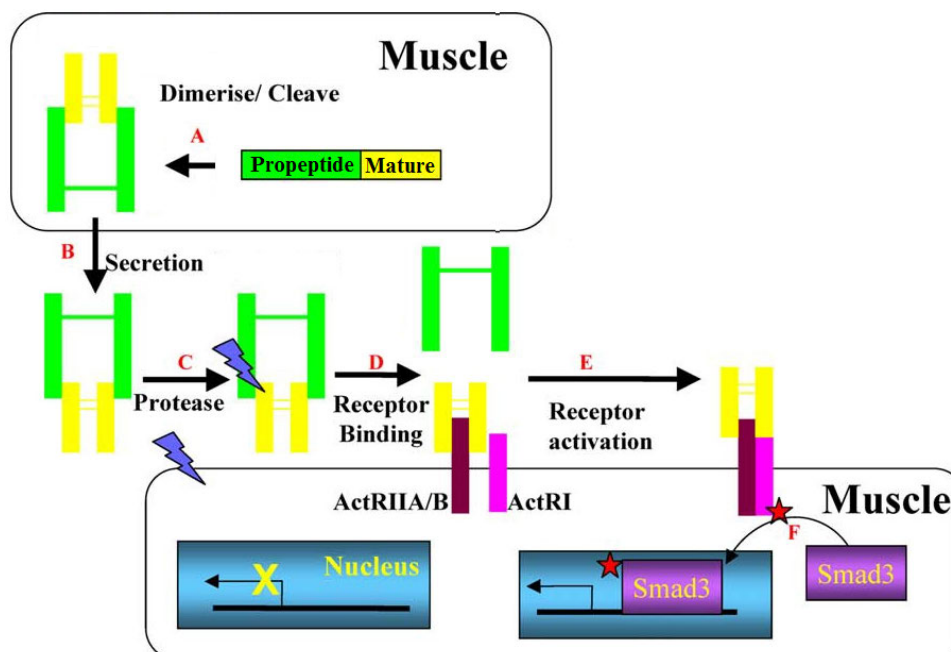 Muscle
Dimerise/ Cleave
A
Propeptide Mature
B
Secretion
C
Protease
D
Receptor
Binding
E
Receptor
activation
ActRIIA/B
ActRI
Muscle
F
X
Nucleus
Smad3
Smad3